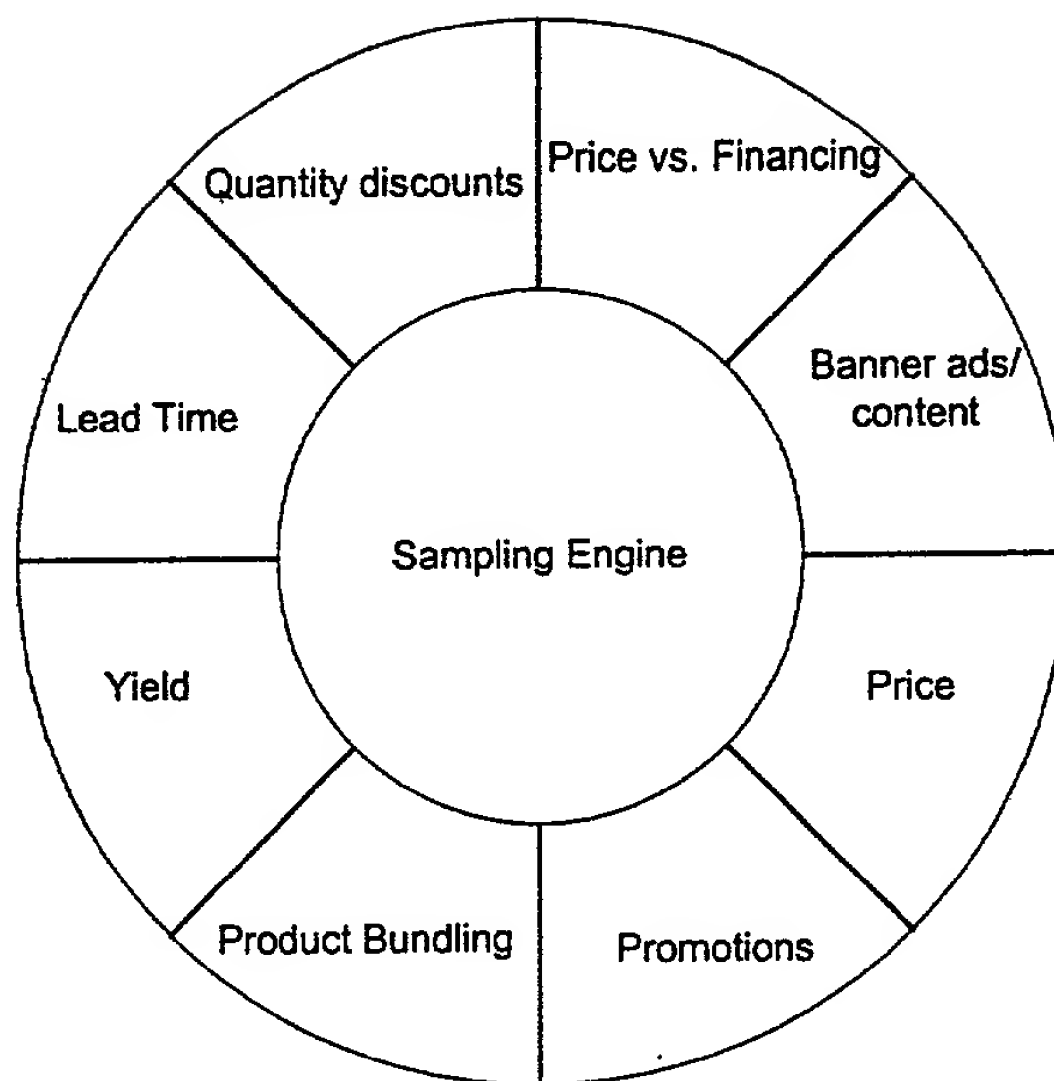 Quantity discounts
Price vs. Financing
Banner ads/
content
Lead Time
Sampling Engine
Yield
Price
Product Bundling
Promotions